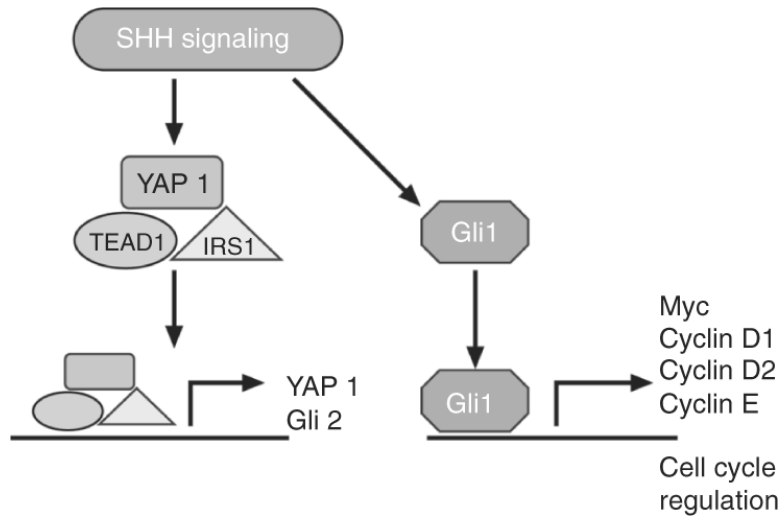 SHH signaling
YAP 1
TEAD1
IRS1
Gli1
YAP 1
Gli 2
Gli1
Myc
Cyclin D1
Cyclin D2
Cyclin E
Cell cycle
regulation